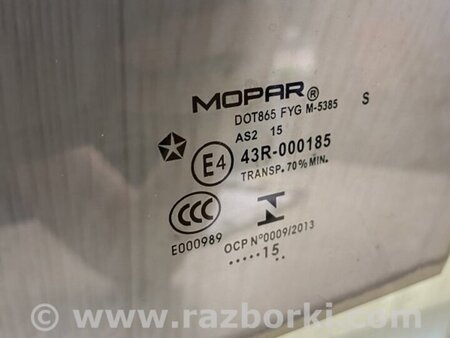 MOPAR®
DOT865 FYG M-5385 S
AS2 15
E4 43R-000185
TRANSP. 70% MIN.
CCC
E000989
OCP N°0009/2013
.....15..
© www.razborki.com